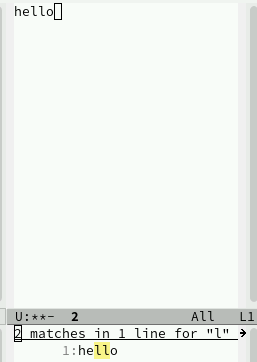 hello
U:**-  2   All   L1
2 matches in 1 line for "l"
1:hello